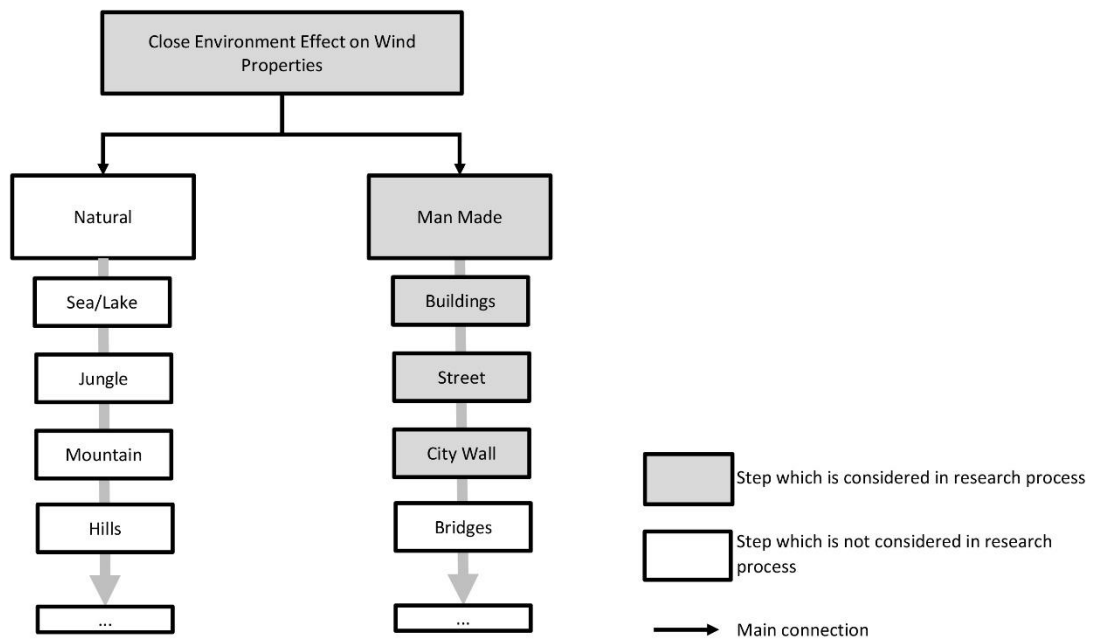 Close Environment Effect on Wind
Properties
Natural
Man Made
Sea/Lake
Buildings
Jungle
Street
Mountain
City Wall
Hills
Bridges
...
...
Step which is considered in research process
Step which is not considered in research
process
Main connection